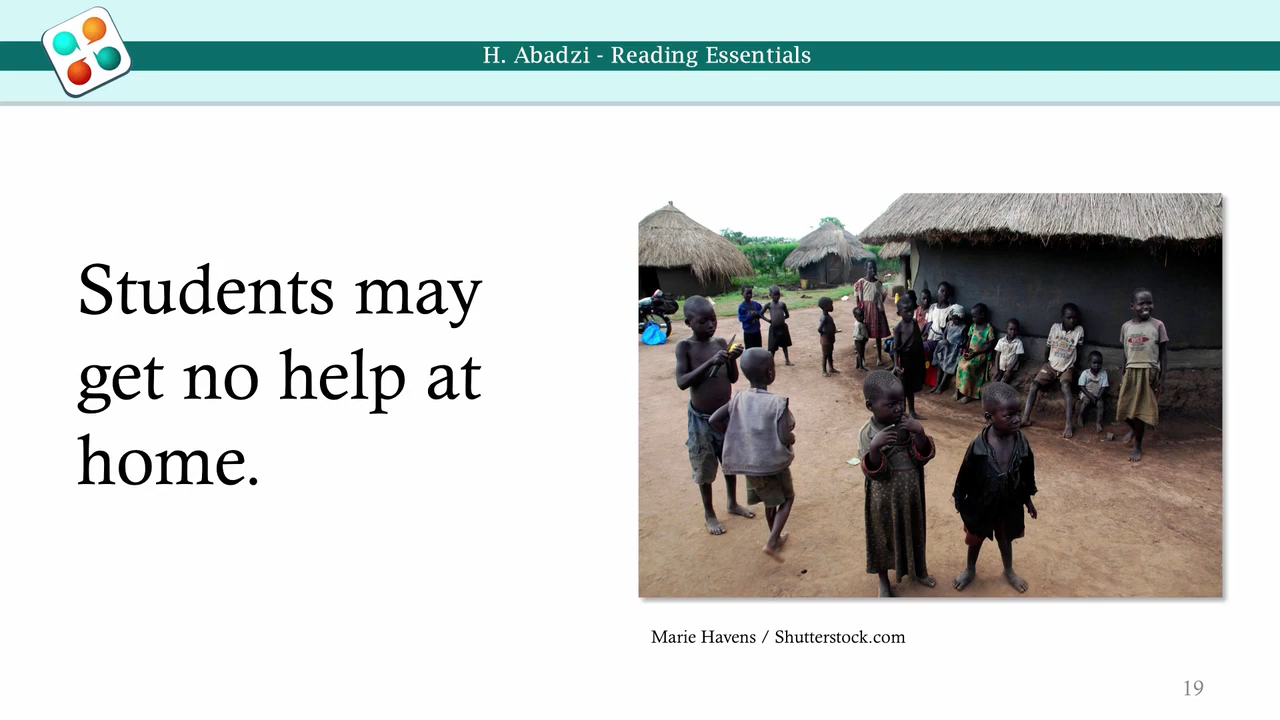 H. Abadzi - Reading Essentials
Students may
get no help at
home.
Marie Havens / Shutterstock.com
19